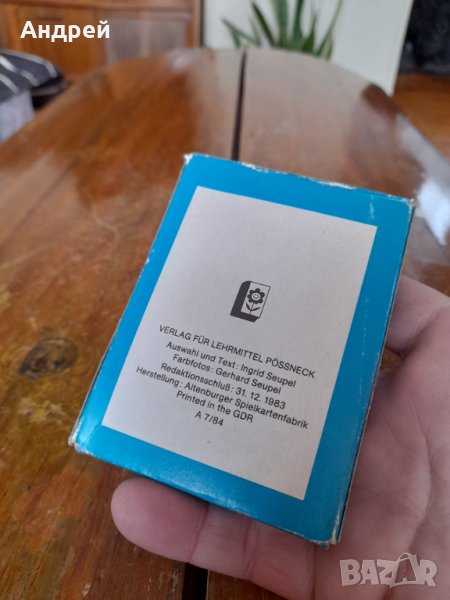 Андрей
VERLAG FÜR LEHRMITTEL PÖSSNECK
Auswahl und Text: Ingrid Seupel
Farbfotos: Gerhard Seupel
Redaktionsschluß: 31. 12. 1983
Herstellung: Altenburger Spielkartenfabrik
Printed in the GDR
A 7/84
BAZAR